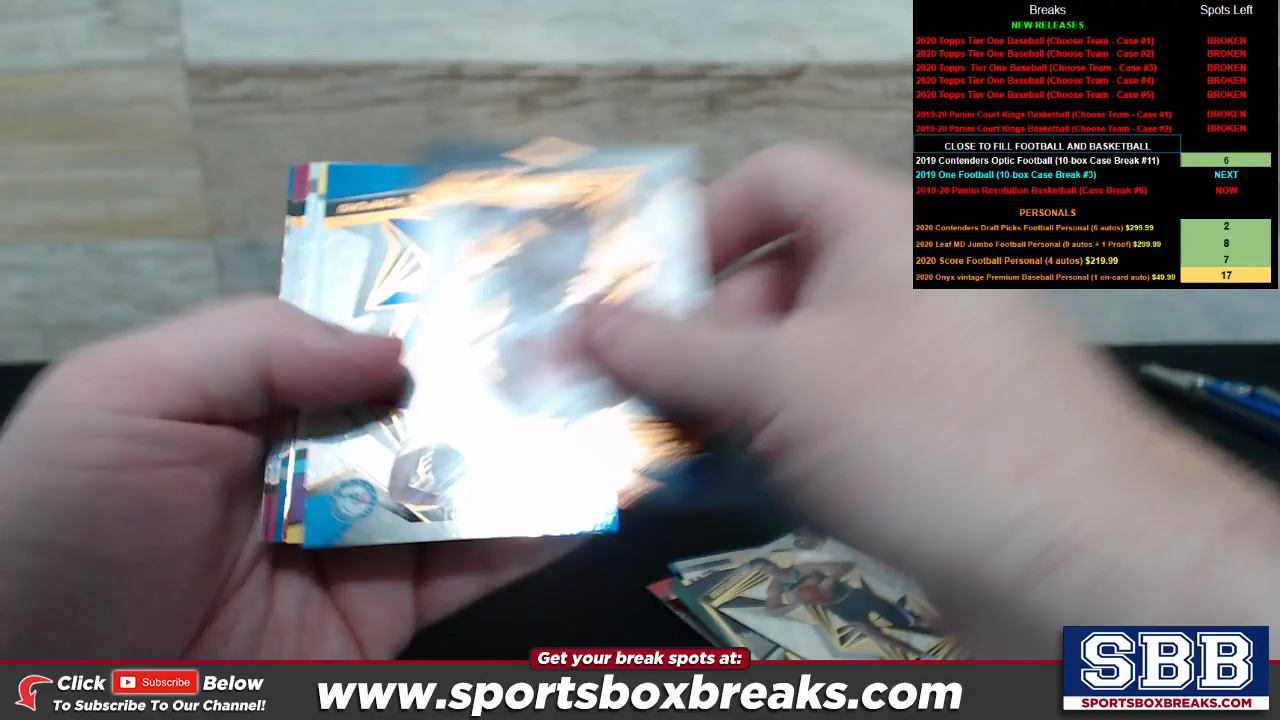 Breaks Spots Left
NEW RELEASES
2020 Topps Tier One Baseball (Choose Team - Case #1) BROKEN
2020 Topps Tier One Baseball (Choose Team - Case #2) BROKEN
2020 Topps Tier One Baseball (Choose Team - Case #3) BROKEN
2020 Topps Tier One Baseball (Choose Team - Case #4) BROKEN
2020 Topps Tier One Baseball (Choose Team - Case #5) BROKEN
2019-20 Panini Court Kings Basketball (Choose Team - Case #1) BROKEN
2019-20 Panini Court Kings Basketball (Choose Team - Case #2) BROKEN
CLOSE TO FILL FOOTBALL AND BASKETBALL
2019 Contenders Optic Football (10-box Case Break #11) 6
2019 One Football (10-box Case Break #3) NEXT
2019-20 Panini Revolution Basketball (Case Break #6) NOW
PERSONALS
2020 Contenders Draft Picks Football Personal (6 autos) $299.99 2
2020 Leaf MD Jumbo Football Personal (9 autos + 1 Proof) $299.99 8
2020 Score Football Personal (4 autos) $219.99 7
2020 Onyx vintage Premium Baseball Personal (1 on-card auto) $49.99 17
Get your break spots at:
Click Subscribe Below
To Subscribe To Our Channel!
www.sportsboxbreaks.com
SBB
SPORTSBOXBREAKS.COM